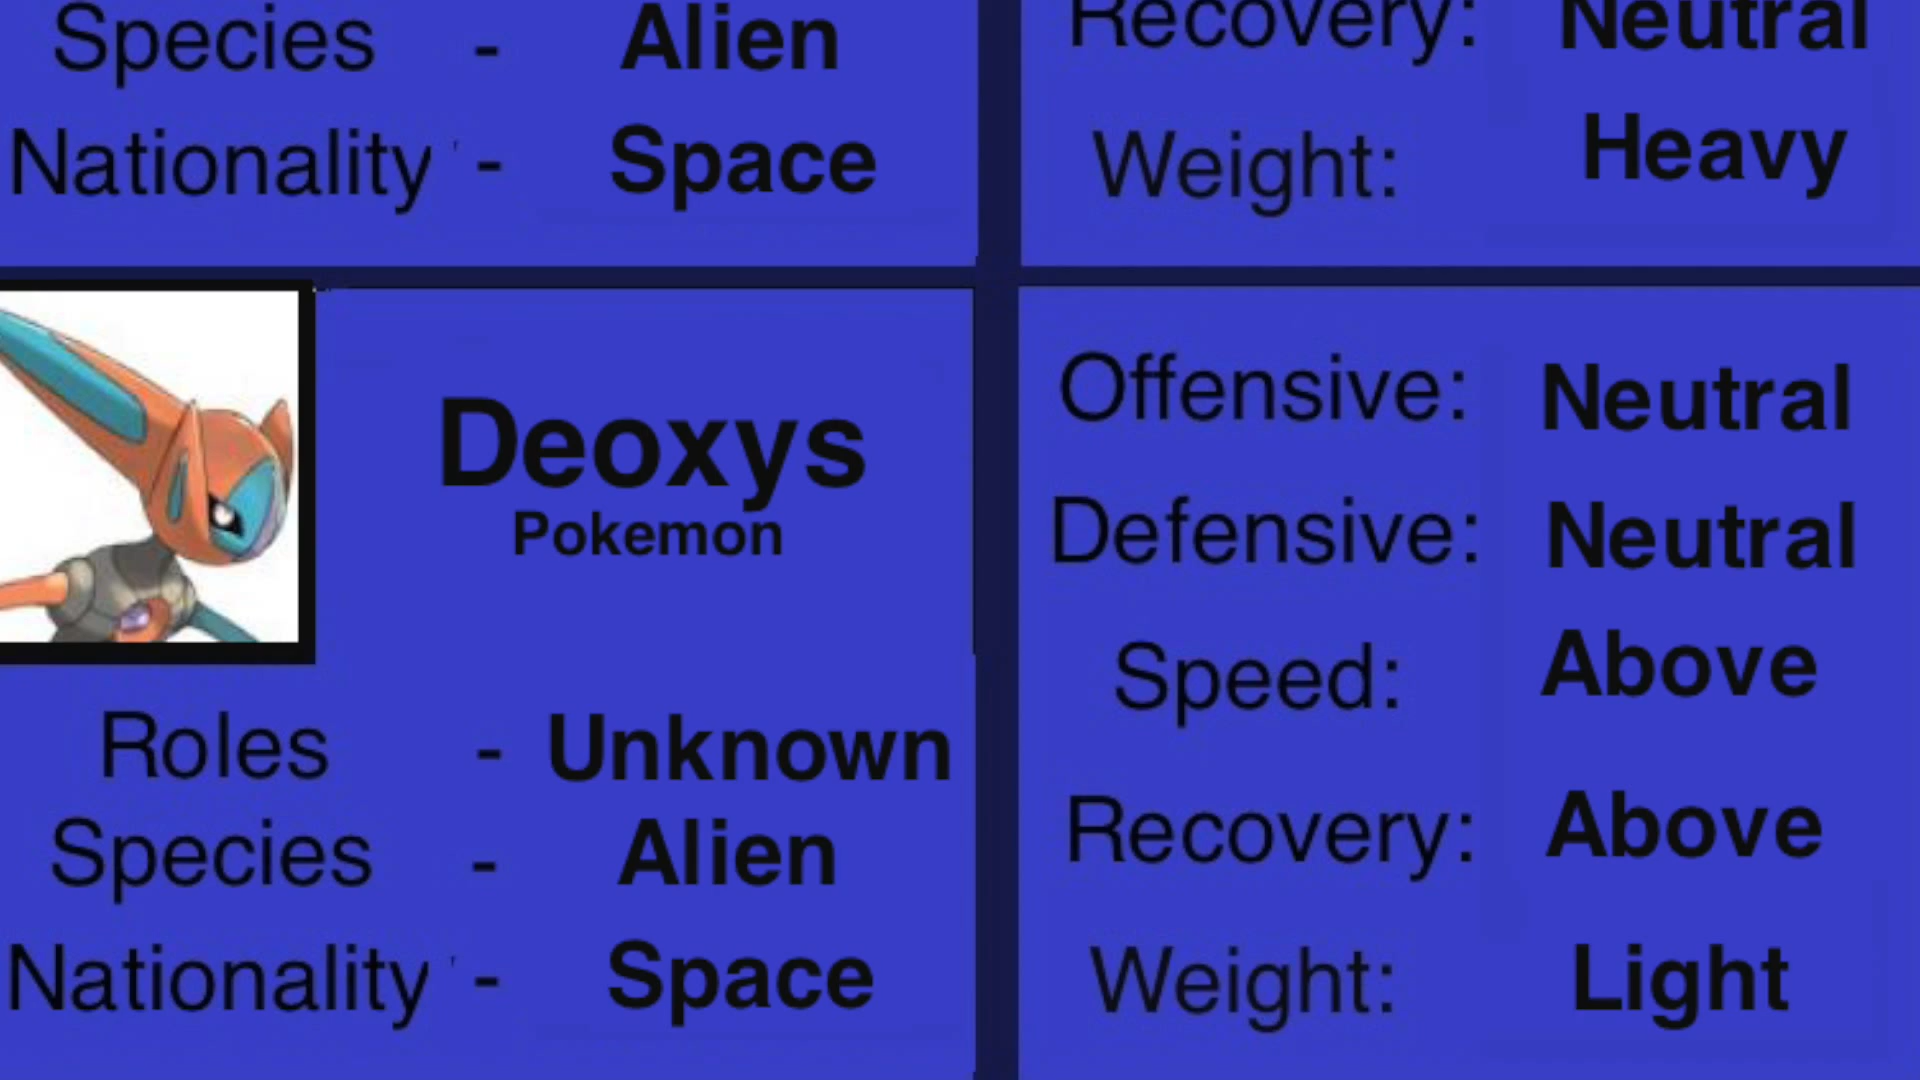 Species - Alien
Nationality - Space
Recovery: Neutral
Weight: Heavy
Deoxys
Pokemon
Roles - Unknown
Species - Alien
Nationality - Space
Offensive: Neutral
Defensive: Neutral
Speed: Above
Recovery: Above
Weight: Light